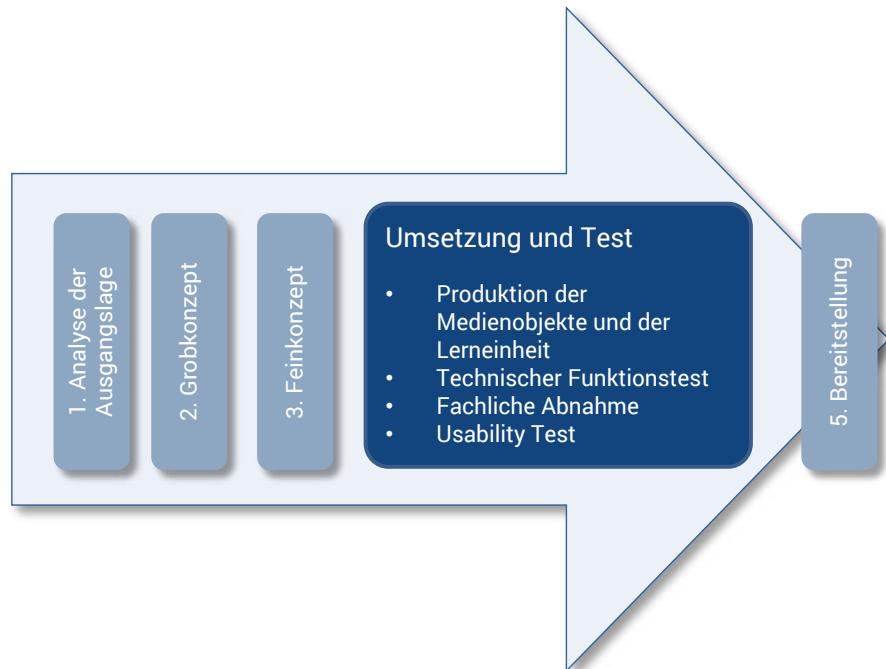 1. Analyse der
Ausgangslage
2. Grobkonzept
3. Feinkonzept
Umsetzung und Test
• Produktion der
Medienobjekte und der
Lerneinheit
• Technischer Funktionstest
• Fachliche Abnahme
• Usability Test
5. Bereitstellung